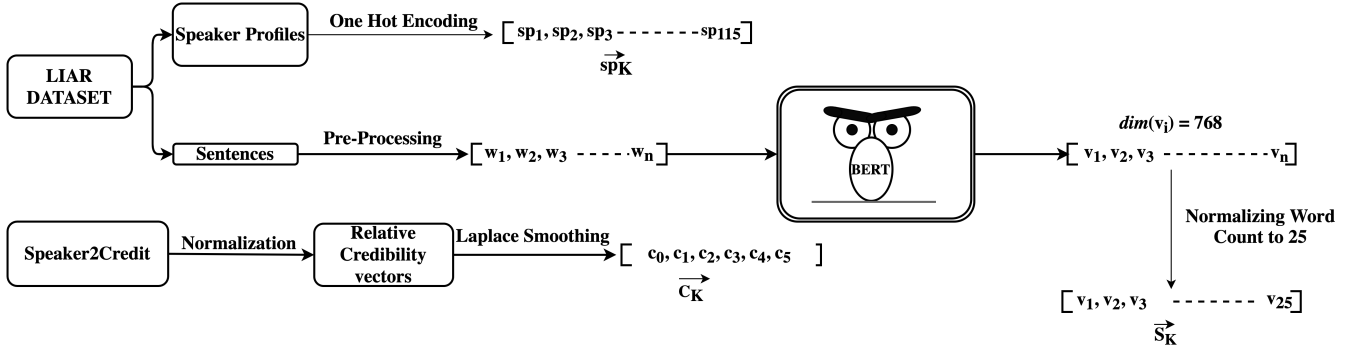 LIAR
DATASET
Speaker Profiles
One Hot Encoding
[ sp1, sp2, sp3 - - - - - - - - sp115]
spK
Sentences
Pre-Processing
[ w1, w2, w3 - - - - - - wn]
BERT
dim(vi) = 768
[ v1, v2, v3 - - - - - - - - - - - vn]
Normalizing Word
Count to 25
[ v1, v2, v3 - - - - - - - - v25]
SK
Speaker2Credit
Normalization
Relative
Credibility
vectors
Laplace Smoothing
[ c0, c1, c2, c3, c4, c5 ]
CK